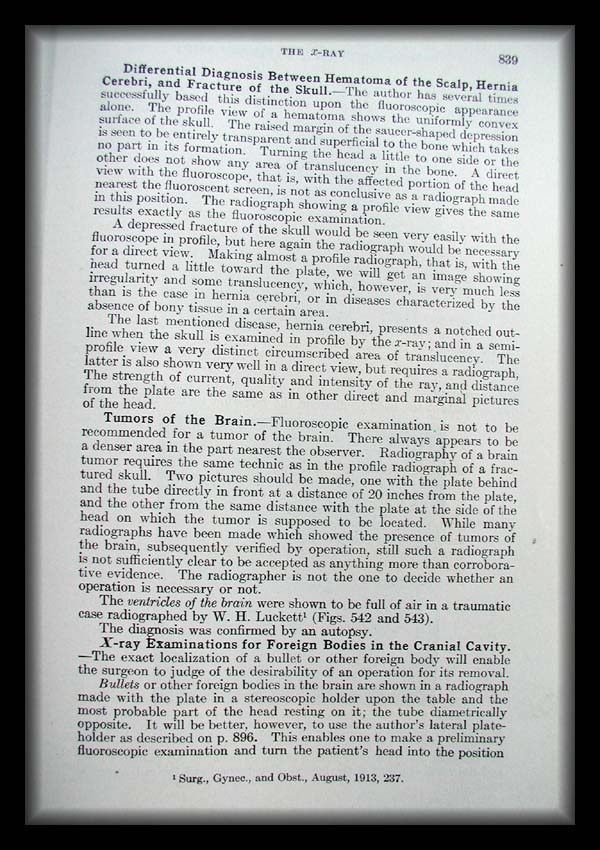 THE X-RAY
839
Differential Diagnosis Between Hematoma of the Scalp, Hernia
Cerebri, and Fracture of the Skull.—The author has several times
successfully based this distinction upon the fluoroscopic appearance
alone. The profile view of a hematoma shows the uniformly convex
surface of the skull. The raised margin of the saucer-shaped depression
is seen to be entirely transparent and superficial to the bone which takes
no part in its formation. Turning the head a little to one side or the
other does not show any area of translucency in the bone. A direct
view with the fluoroscope, that is, with the affected portion of the head
nearest the fluorescent screen, is not as conclusive as a radiograph made
in this position. The radiograph showing a profile view gives the same
results exactly as the fluoroscopic examination.
A depressed fracture of the skull would be seen very easily with the
fluoroscope in profile, but here again the radiograph would be necessary
for a direct view. Making almost a profile radiograph, that is, with the
head turned a little toward the plate, we will get an image showing
irregularity and some translucency, which, however, is very much less
than is the case in hernia cerebri, or in diseases characterized by the
absence of bony tissue in a certain area.
The last mentioned disease, hernia cerebri, presents a notched out-
line when the skull is examined in profile by the x-ray; and in a semi-
profile view a very distinct circumscribed area of translucency. The
latter is also shown very well in a direct view, but requires a radiograph.
The strength of current, quality and intensity of the ray, and distance
from the plate are the same as in other direct and marginal pictures
of the head.
Tumors of the Brain.—Fluoroscopic examination is not to be
recommended for a tumor of the brain. There always appears to be
a denser area in the part nearest the observer. Radiography of a brain
tumor requires the same technic as in the profile radiograph of a frac-
tured skull. Two pictures should be made, one with the plate behind
and the tube directly in front at a distance of 20 inches from the plate,
and the other from the same distance with the plate at the side of the
head on which the tumor is supposed to be located. While many
radiographs have been made which showed the presence of tumors of
the brain, subsequently verified by operation, still such a radiograph
is not sufficiently clear to be accepted as anything more than corrobora-
tive evidence. The radiographer is not the one to decide whether an
operation is necessary or not.
The ventricles of the brain were shown to be full of air in a traumatic
case radiographed by W. H. Luckett¹ (Figs. 542 and 543).
The diagnosis was confirmed by an autopsy.
X-ray Examinations for Foreign Bodies in the Cranial Cavity.
—The exact localization of a bullet or other foreign body will enable
the surgeon to judge of the desirability of an operation for its removal.
Bullets or other foreign bodies in the brain are shown in a radiograph
made with the plate in a stereoscopic holder upon the table and the
most probable part of the head resting on it; the tube diametrically
opposite. It will be better, however, to use the author's lateral plate-
holder as described on p. 896. This enables one to make a preliminary
fluoroscopic examination and turn the patient's head into the position
¹ Surg., Gynec., and Obst., August, 1913, 237.